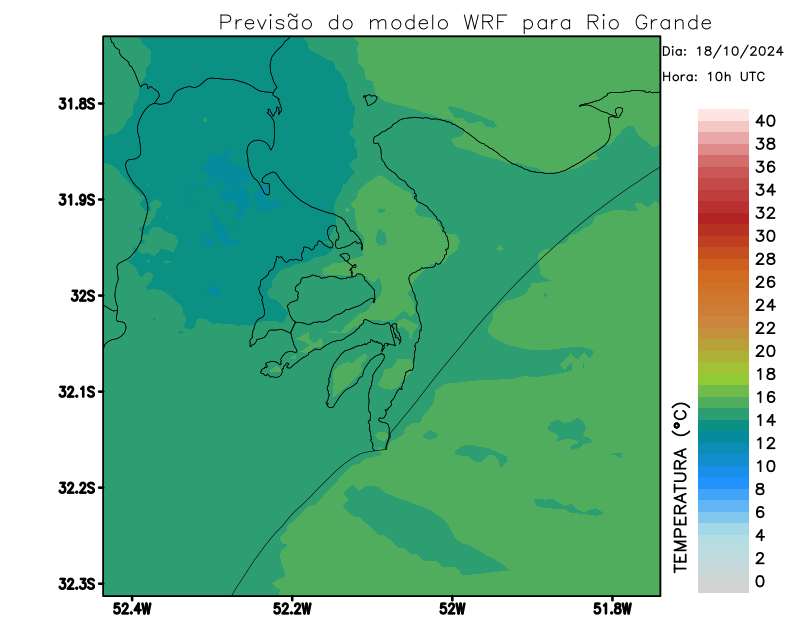 Previsão do modelo WRF para Rio Grande
Dia: 18/10/2024
Hora: 10h UTC
31.8S
31.9S
32S
32.1S
32.2S
32.3S
52.4W
52.2W
52W
51.8W
40
38
36
34
32
30
28
26
24
22
20
18
16
14
12
10
8
6
4
2
0
TEMPERATURA (°C)